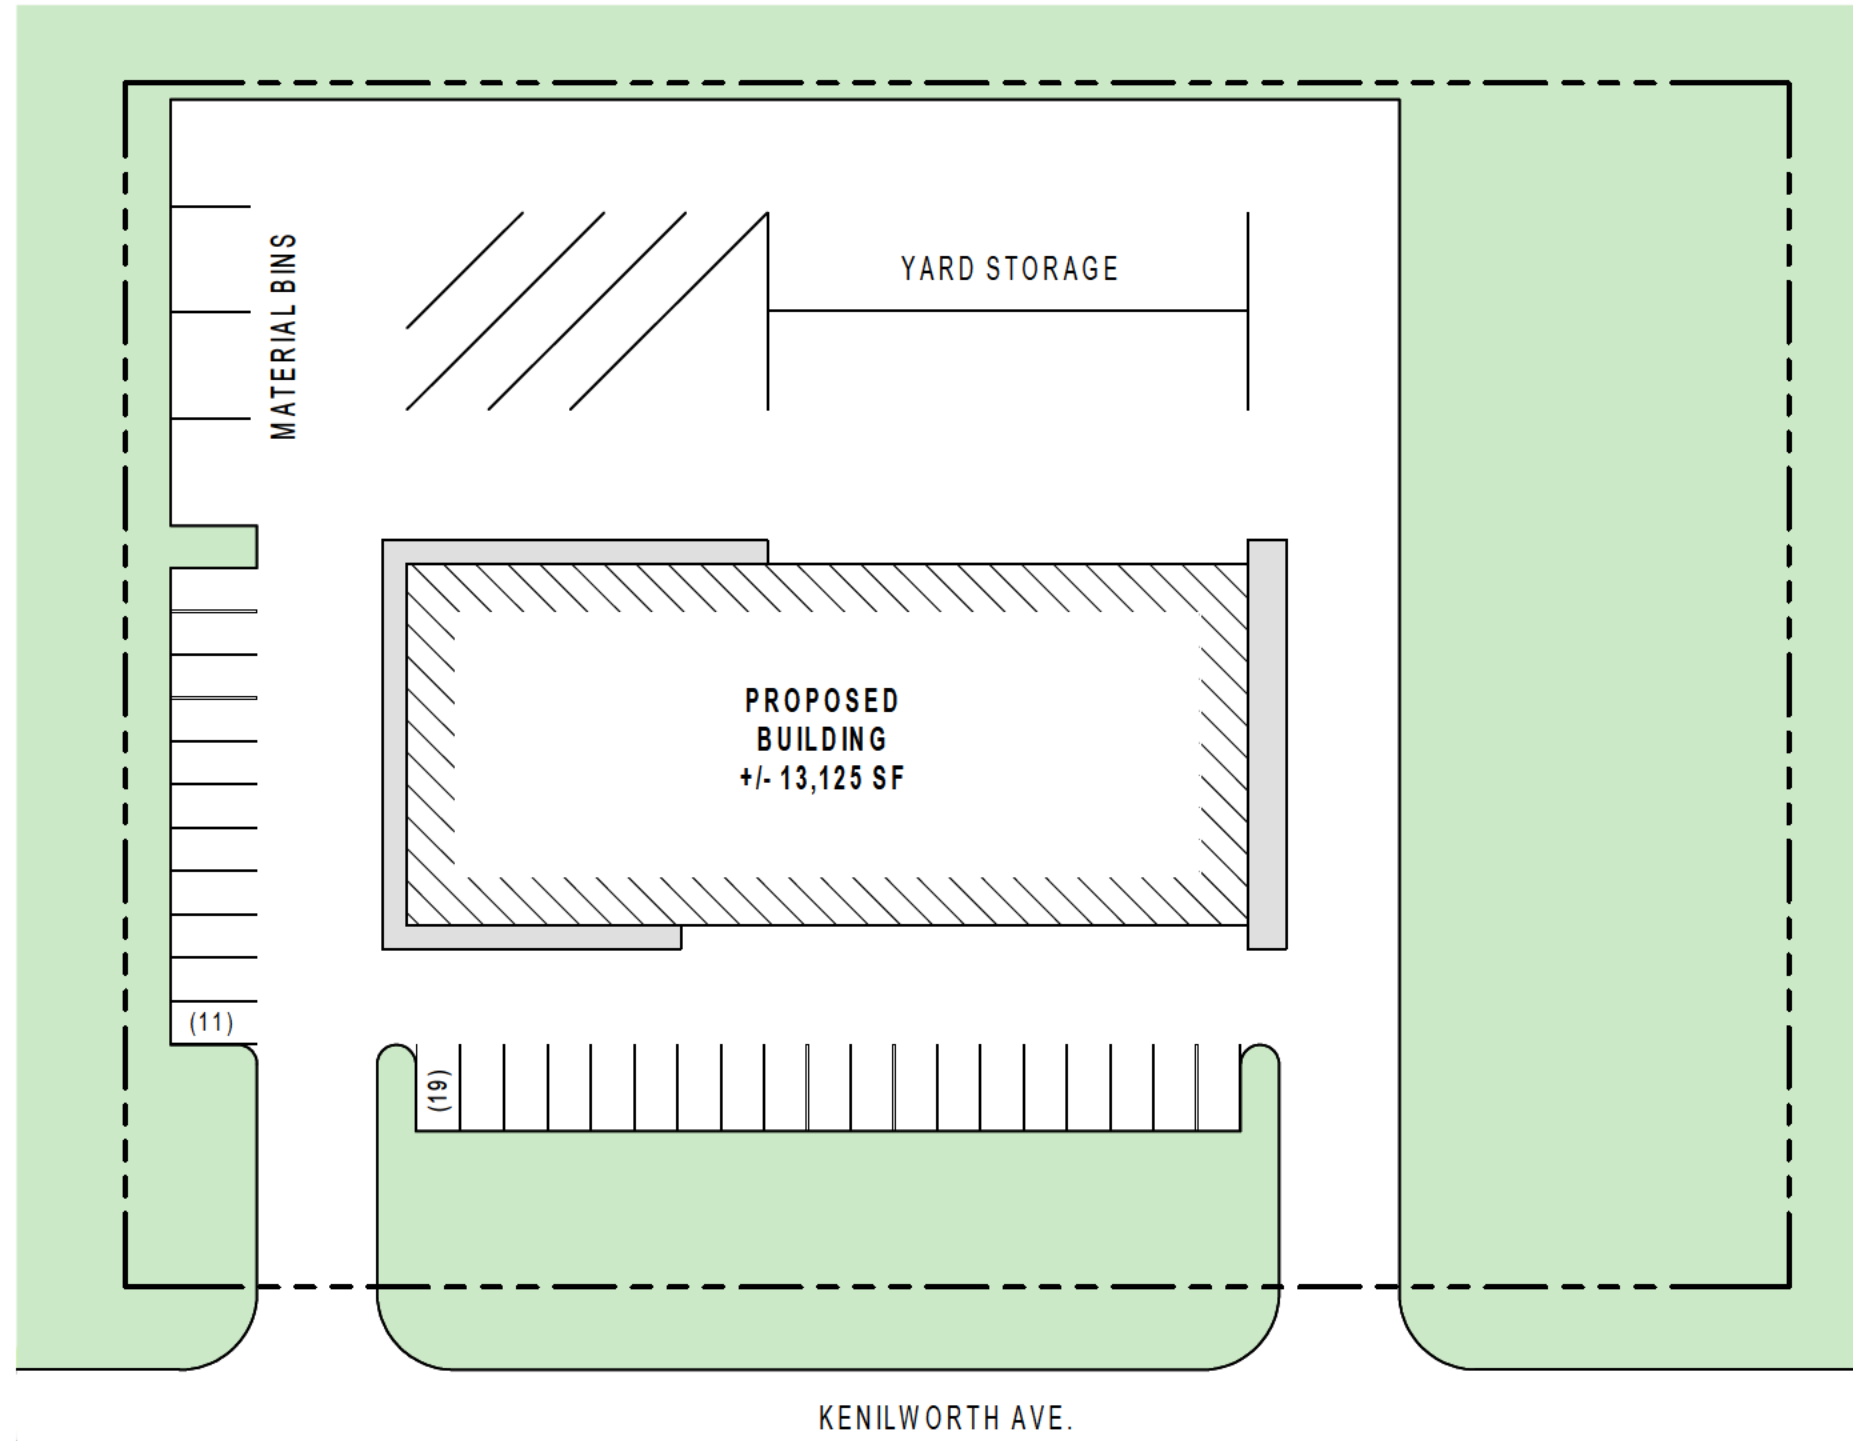 MATERIAL BINS
YARD STORAGE
PROPOSED
BUILDING
+/- 13,125 SF
(11)
(19)
KENILWORTH AVE.